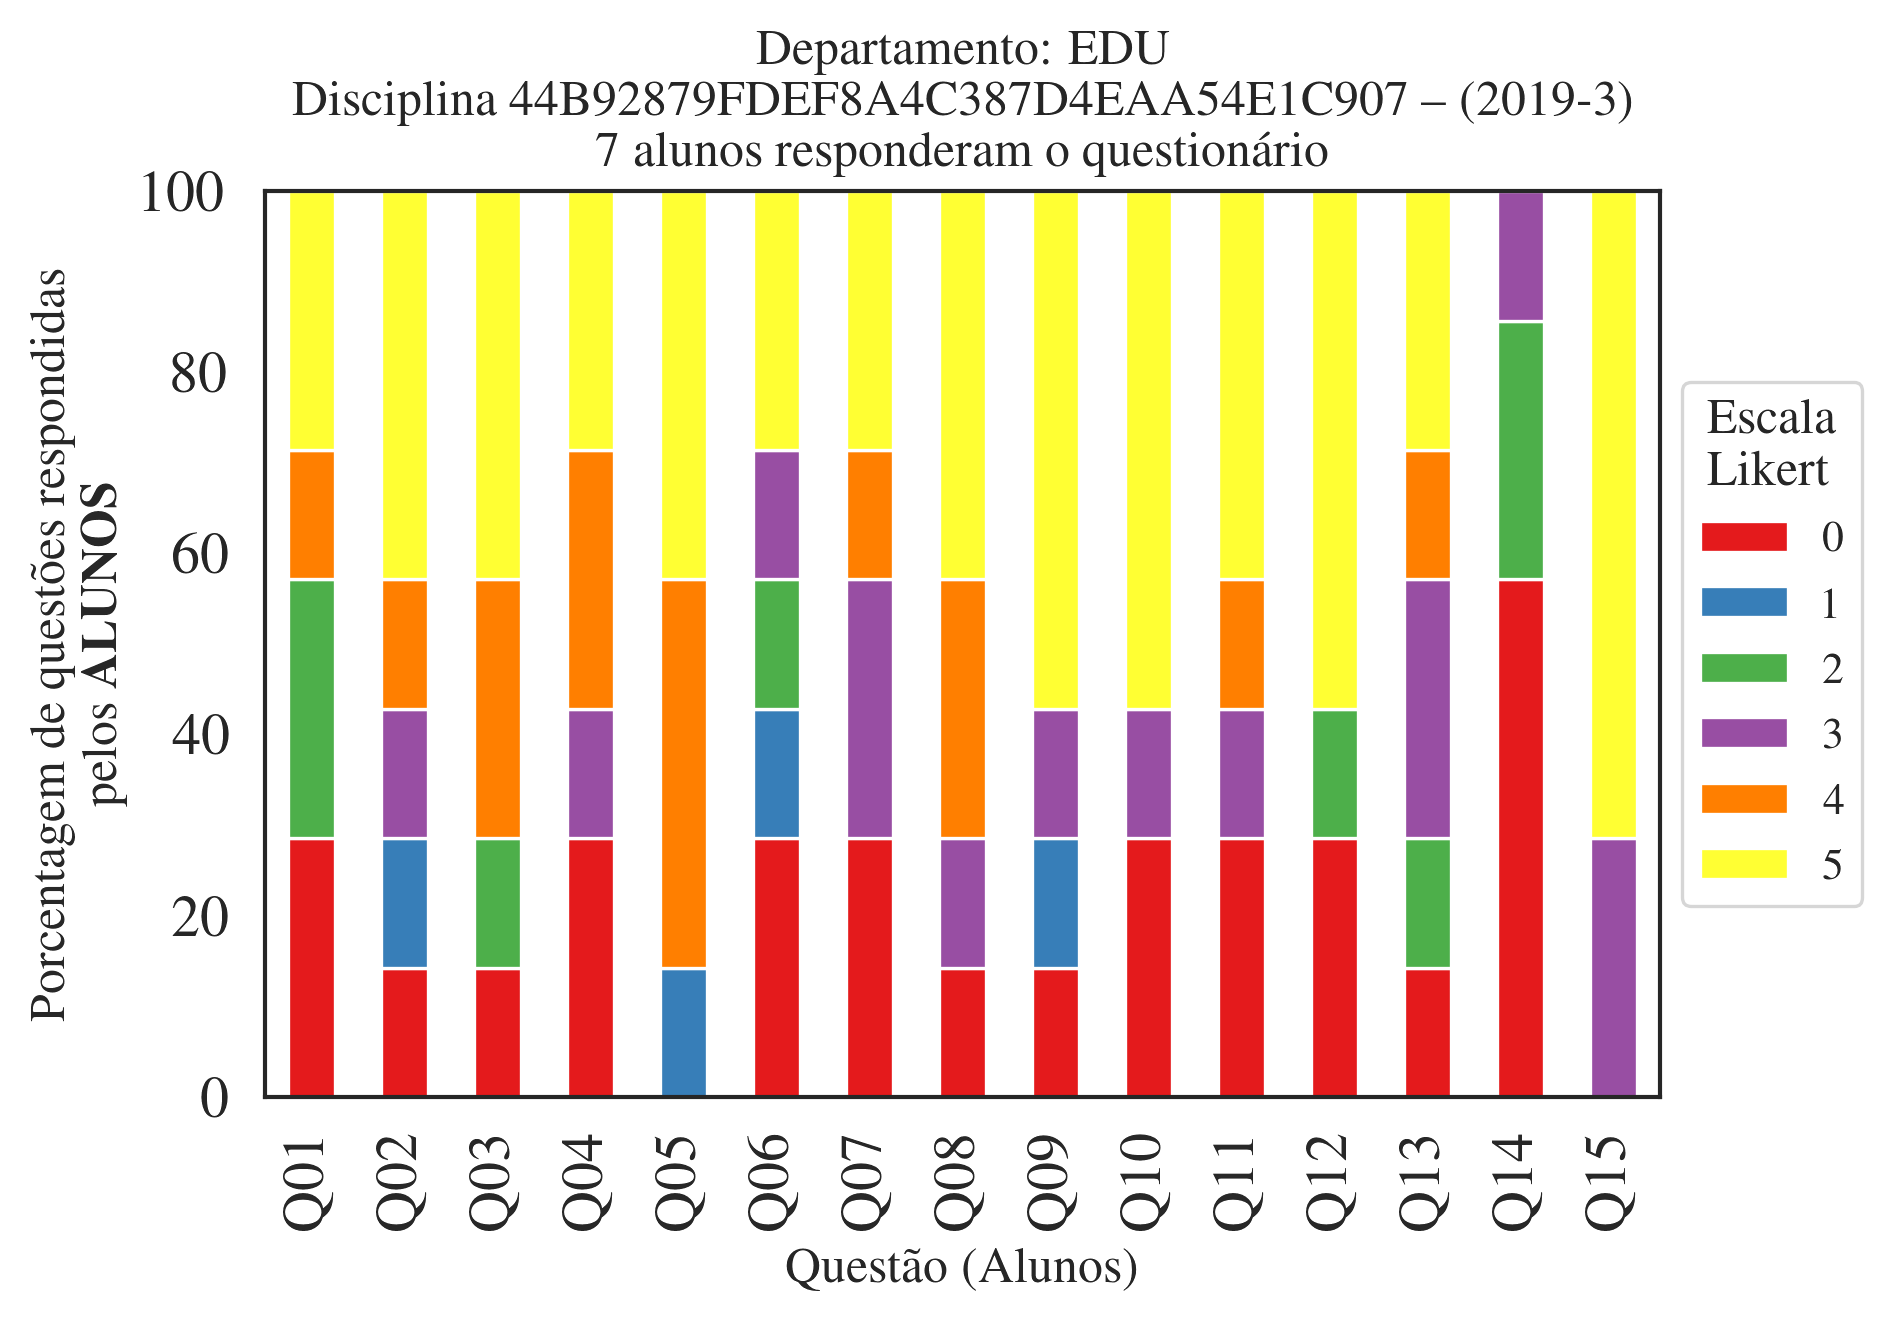 Departamento: EDU
Disciplina 44B92879FDEF8A4C387D4EAA54E1C907 – (2019-3)
7 alunos responderam o questionário
Porcentagem de questões respondidas
pelos ALUNOS
100
80
60
40
20
0
Q01
Q02
Q03
Q04
Q05
Q06
Q07
Q08
Q09
Q10
Q11
Q12
Q13
Q14
Q15
Questão (Alunos)
Escala
Likert
0
1
2
3
4
5